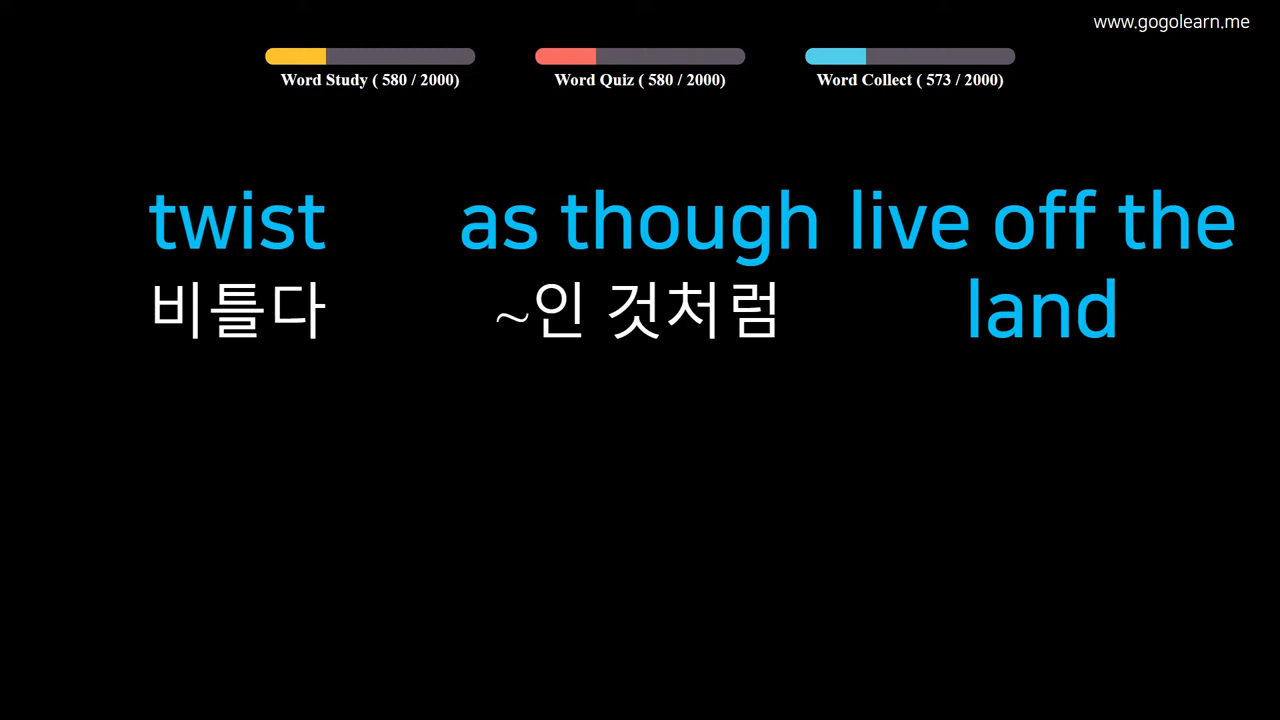 www.gogolearn.me
Word Study ( 580 / 2000)
Word Quiz ( 580 / 2000)
Word Collect ( 573 / 2000)
twist
비틀다
as though
~인 것처럼
live off the
land